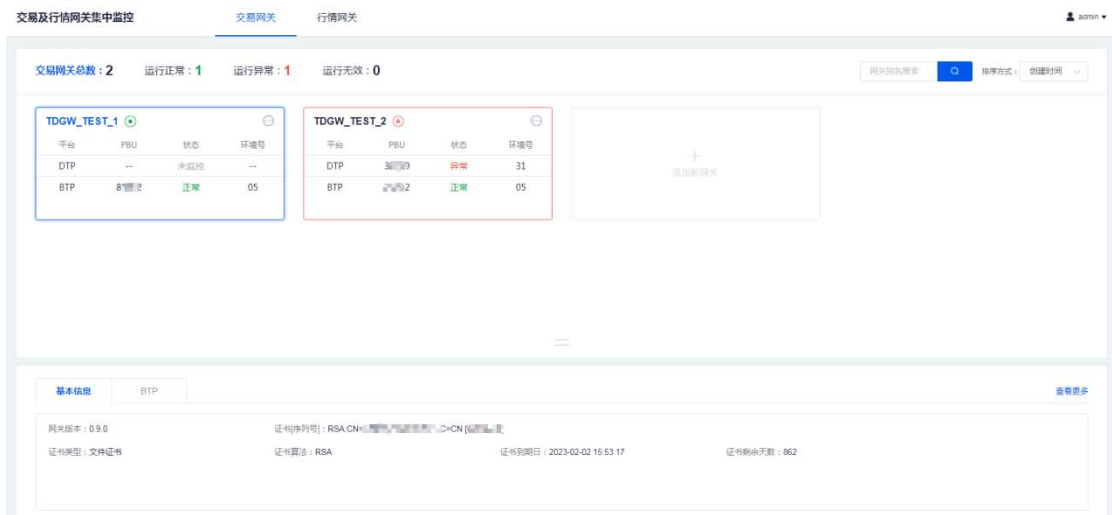 交易及行情网关集中监控 交易网关 行情网关 admin
交易网关总数：2 运行正常：1 运行异常：1 运行无效：0 网关别名搜索 排序方式： 创建时间
TDGW_TEST_1 TDGW_TEST_2
平台 PBU 状态 环境号 平台 PBU 状态 环境号
DTP -- 未监控 -- DTP 异常 31
BTP 正常 05 BTP 正常 05
添加新网关
基本信息 BTP 查看更多
网关版本：0.9.0 证书[序列号]：RSA:CN= C=CN
证书类型：文件证书 证书算法：RSA 证书到期日：2023-02-02 15:53:17 证书剩余天数：862